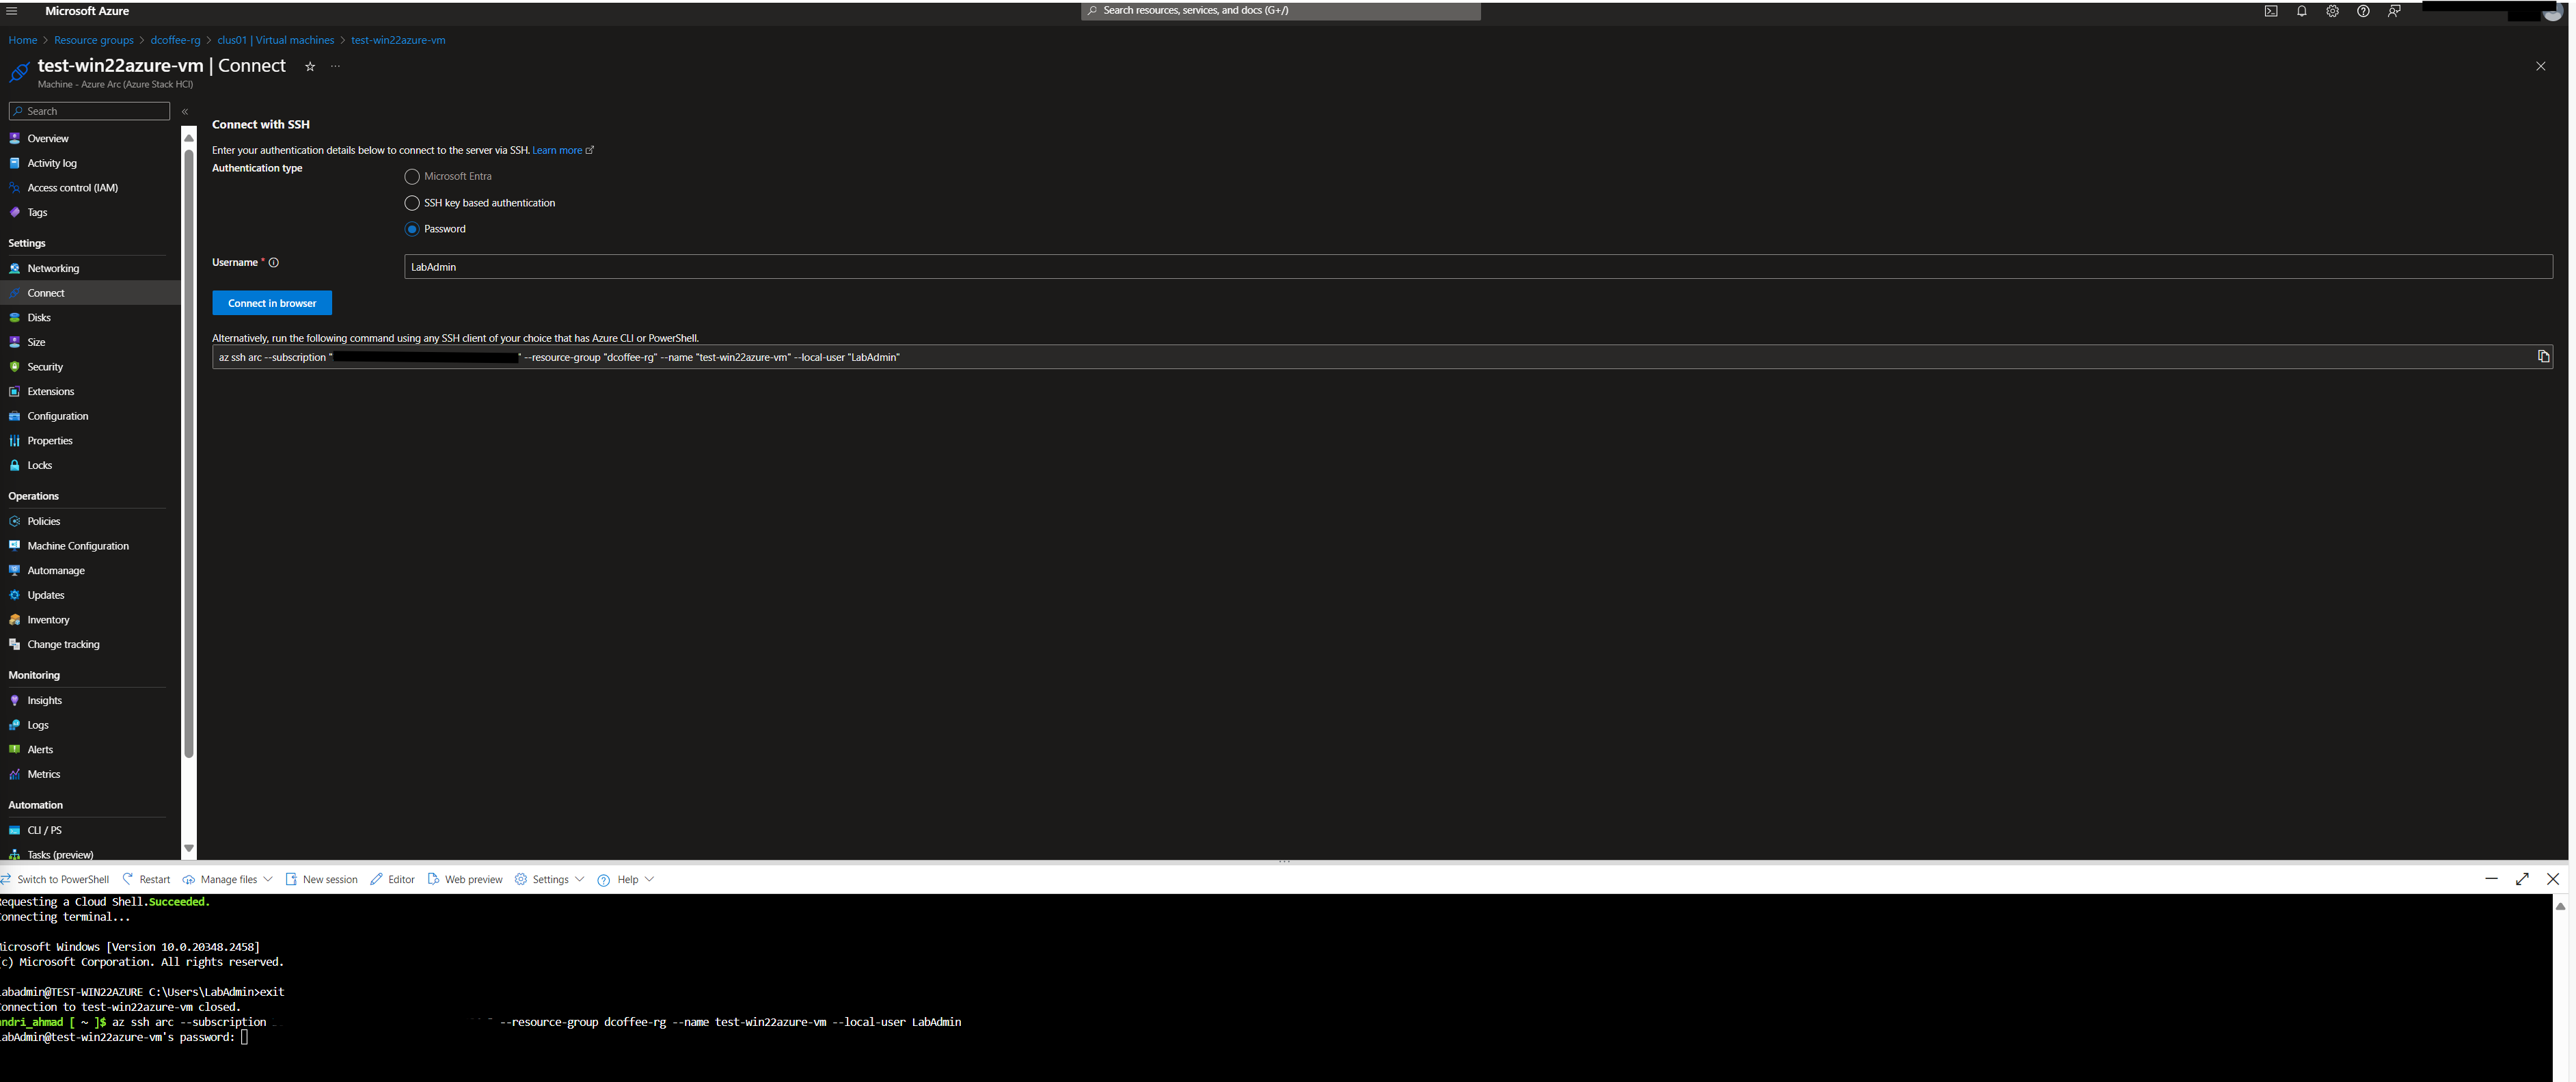 Microsoft Azure
Search resources, services, and docs (G+/)
Home > Resource groups > dcoffee-rg > clus01 | Virtual machines > test-win22azure-vm
test-win22azure-vm | Connect
Machine - Azure Arc (Azure Stack HCI)
Search
Overview
Activity log
Access control (IAM)
Tags
Settings
Networking
Connect
Disks
Size
Security
Extensions
Configuration
Properties
Locks
Operations
Policies
Machine Configuration
Automanage
Updates
Inventory
Change tracking
Monitoring
Insights
Logs
Alerts
Metrics
Automation
CLI / PS
Tasks (preview)
Connect with SSH
Enter your authentication details below to connect to the server via SSH. Learn more
Authentication type
Microsoft Entra
SSH key based authentication
Password
Username *
LabAdmin
Connect in browser
Alternatively, run the following command using any SSH client of your choice that has Azure CLI or PowerShell.
az ssh arc --subscription " " --resource-group "dcoffee-rg" --name "test-win22azure-vm" --local-user "LabAdmin"
Switch to PowerShell Restart Manage files New session Editor Web preview Settings Help
equesting a Cloud Shell.Succeeded.
onnecting terminal...
icrosoft Windows [Version 10.0.20348.2458]
c) Microsoft Corporation. All rights reserved.
abadmin@TEST-WIN22AZURE C:\Users\LabAdmin>exit
onnection to test-win22azure-vm closed.
andri_ahmad [ ~ ]$ az ssh arc --subscription --resource-group dcoffee-rg --name test-win22azure-vm --local-user LabAdmin
abAdmin@test-win22azure-vm's password: